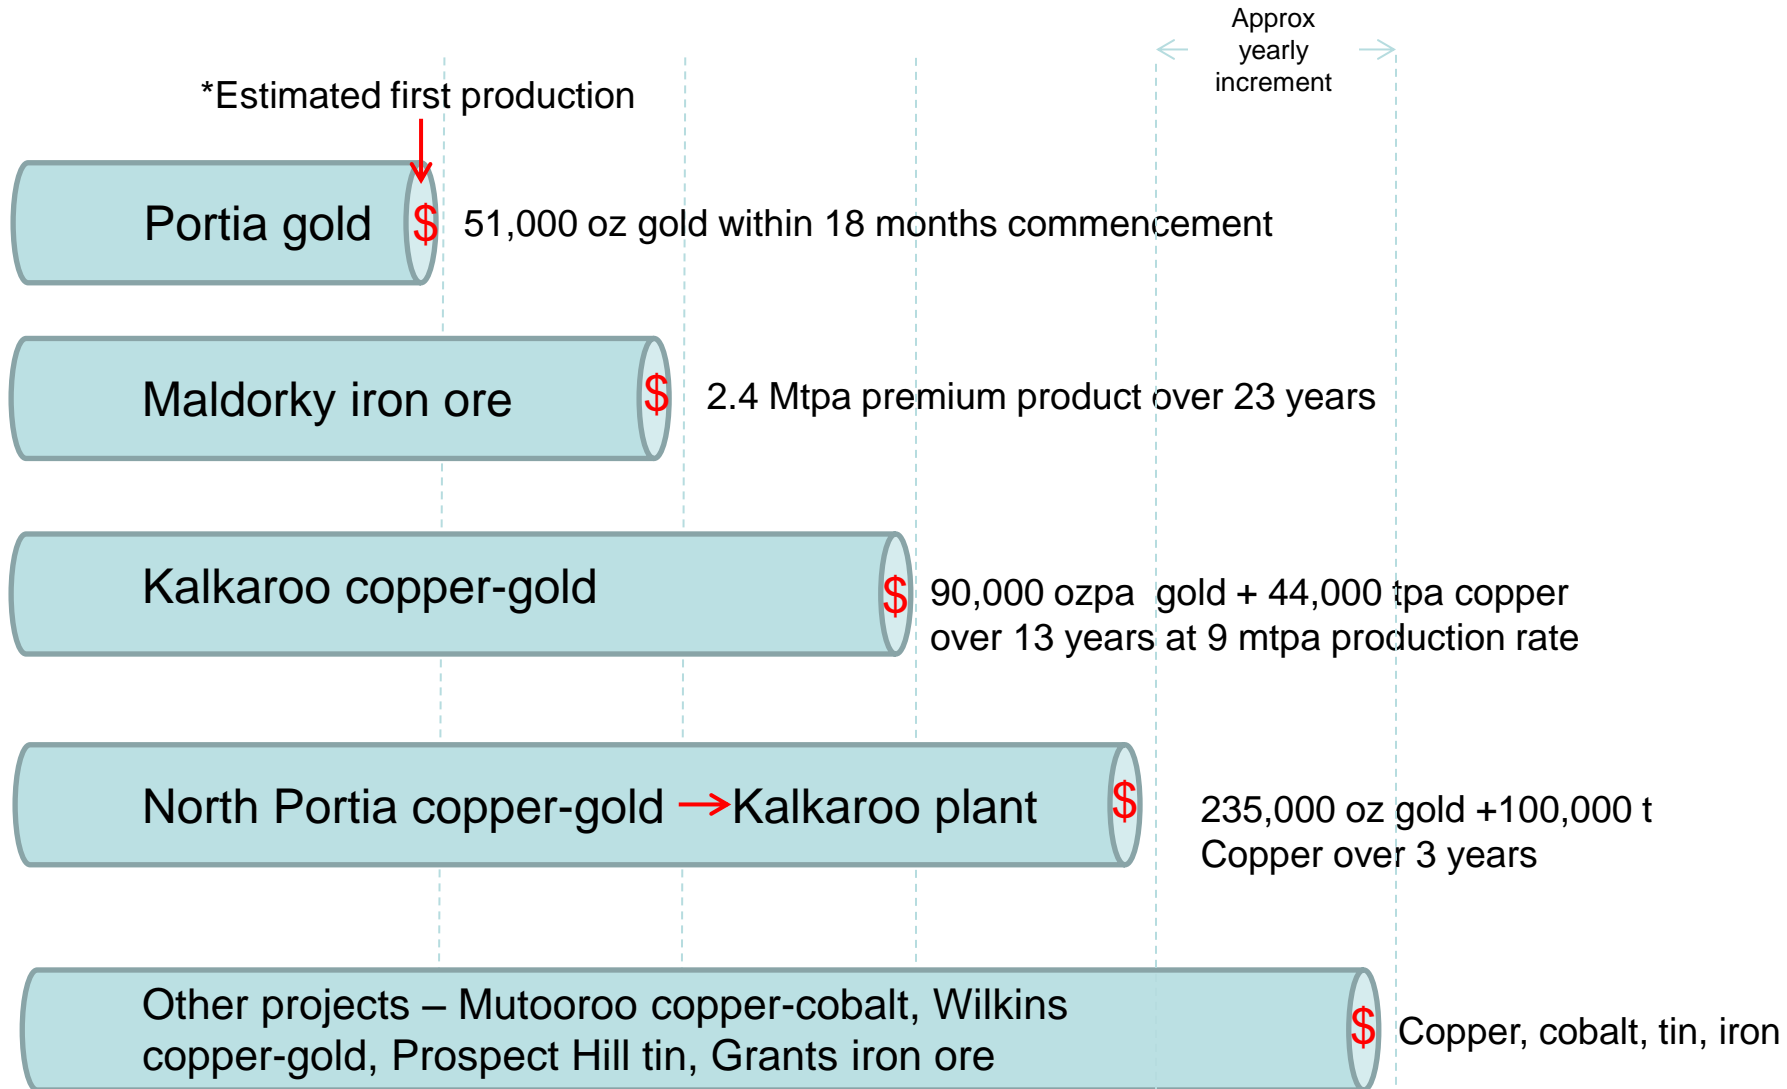 Approx
yearly
increment
*Estimated first production
Portia gold $ 51,000 oz gold within 18 months commencement
Maldorky iron ore $ 2.4 Mtpa premium product over 23 years
Kalkaroo copper-gold $ 90,000 ozpa gold + 44,000 tpa copper
over 13 years at 9 mtpa production rate
North Portia copper-gold → Kalkaroo plant $ 235,000 oz gold +100,000 t
Copper over 3 years
Other projects – Mutooroo copper-cobalt, Wilkins
copper-gold, Prospect Hill tin, Grants iron ore
$ Copper, cobalt, tin, iron